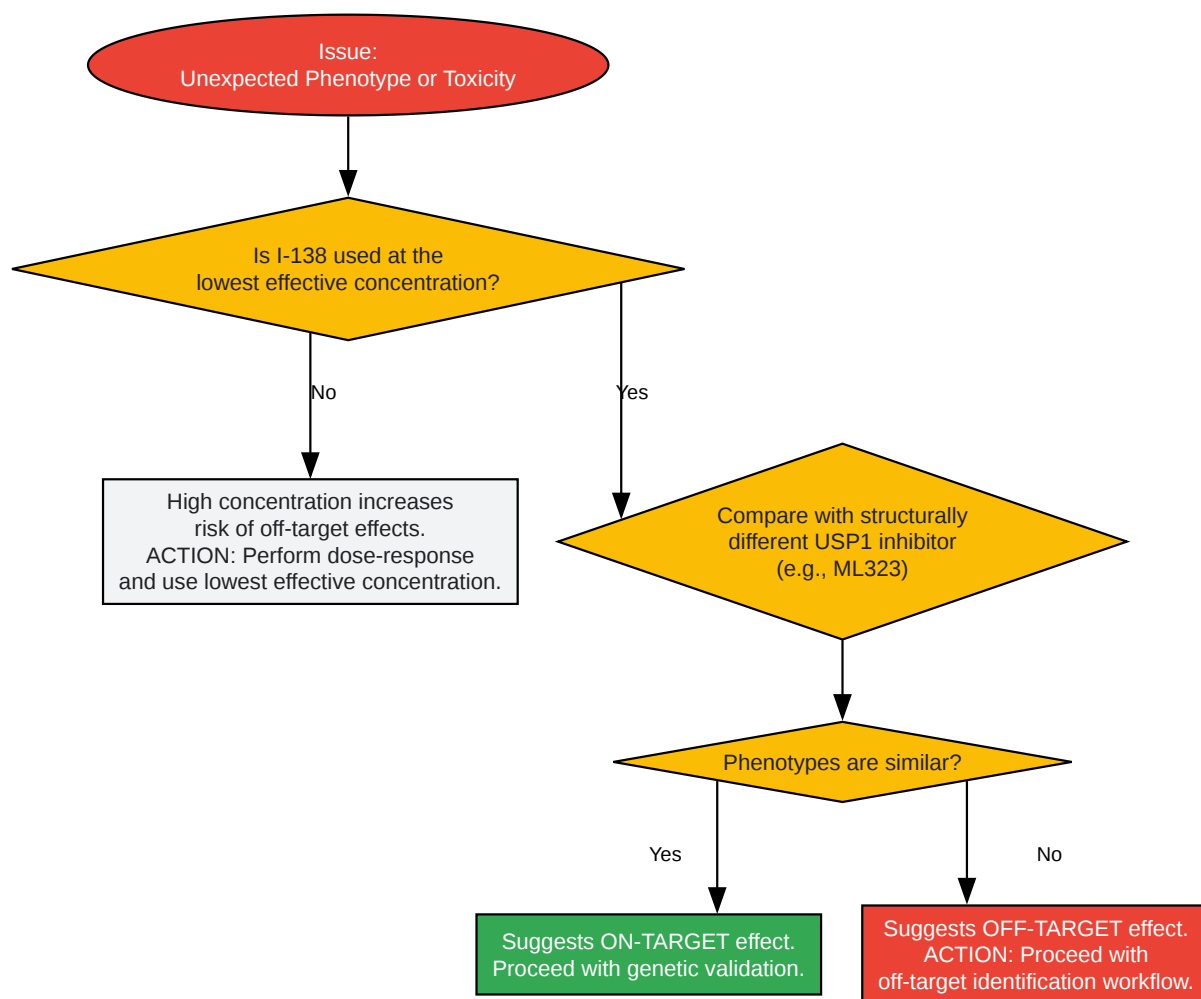 Issue:
Unexpected Phenotype or Toxicity
Is I-138 used at the
lowest effective concentration?
No
Yes
High concentration increases
risk of off-target effects.
ACTION: Perform dose-response
and use lowest effective concentration.
Compare with structurally
different USP1 inhibitor
(e.g., ML323)
Phenotypes are similar?
Yes
No
Suggests ON-TARGET effect.
Proceed with genetic validation.
Suggests OFF-TARGET effect.
ACTION: Proceed with
off-target identification workflow.